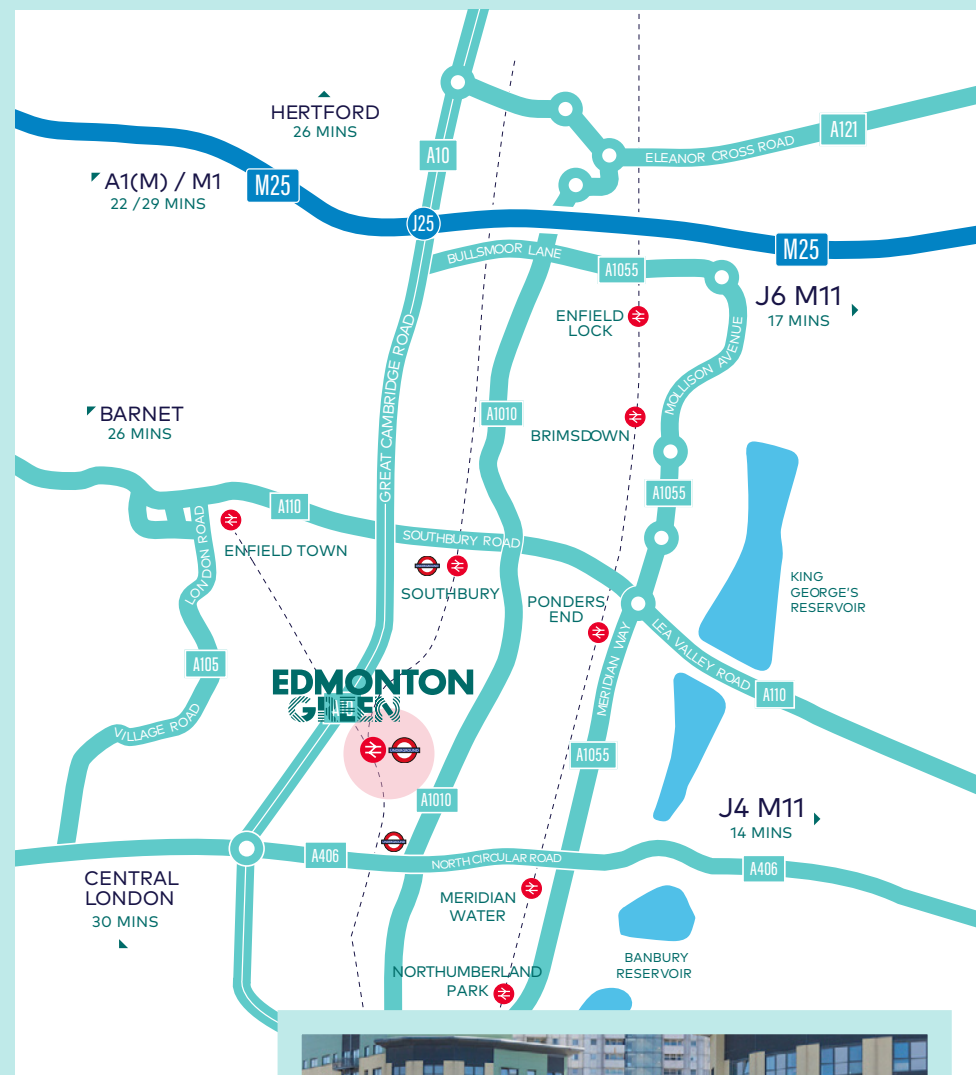 HERTFORD
26 MINS
A10
A121
ELEANOR CROSS ROAD
A1(M) / M1
22 /29 MINS
M25
J25
M25
BULLSMOOR LANE
A1055
J6 M11
17 MINS
ENFIELD
LOCK
GREAT CAMBRIDGE ROAD
MOLLISON AVENUE
BARNET
26 MINS
A1010
BRIMSDOWN
A110
A1055
LONDON ROAD
ENFIELD TOWN
SOUTHBURY ROAD
UNDERGROUND
SOUTHBURY
KING
GEORGE'S
RESERVOIR
PONDERS
END
MERIDIAN WAY
LEA VALLEY ROAD
A105
A110
EDMONTON
GREEN
VILLAGE ROAD
UNDERGROUND
A1055
A1010
J4 M11
14 MINS
UNDERGROUND
A406
NORTH CIRCULAR ROAD
A406
CENTRAL
LONDON
30 MINS
MERIDIAN
WATER
BANBURY
RESERVOIR
NORTHUMBERLAND
PARK